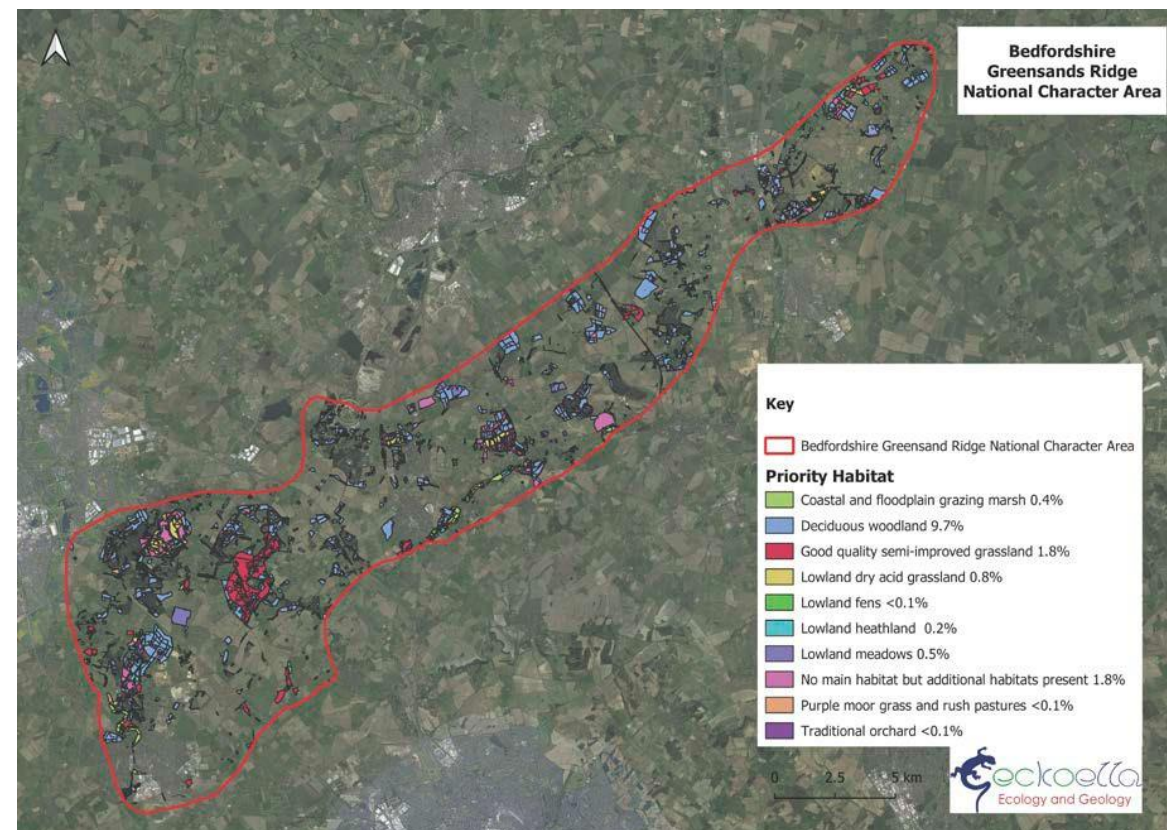 Bedfordshire
Greensands Ridge
National Character Area
Key
Bedfordshire Greensand Ridge National Character Area
Priority Habitat
Coastal and floodplain grazing marsh 0.4%
Deciduous woodland 9.7%
Good quality semi-improved grassland 1.8%
Lowland dry acid grassland 0.8%
Lowland fens <0.1%
Lowland heathland 0.2%
Lowland meadows 0.5%
No main habitat but additional habitats present 1.8%
Purple moor grass and rush pastures <0.1%
Traditional orchard <0.1%
0 2.5 5 km
Geckoella
Ecology and Geology